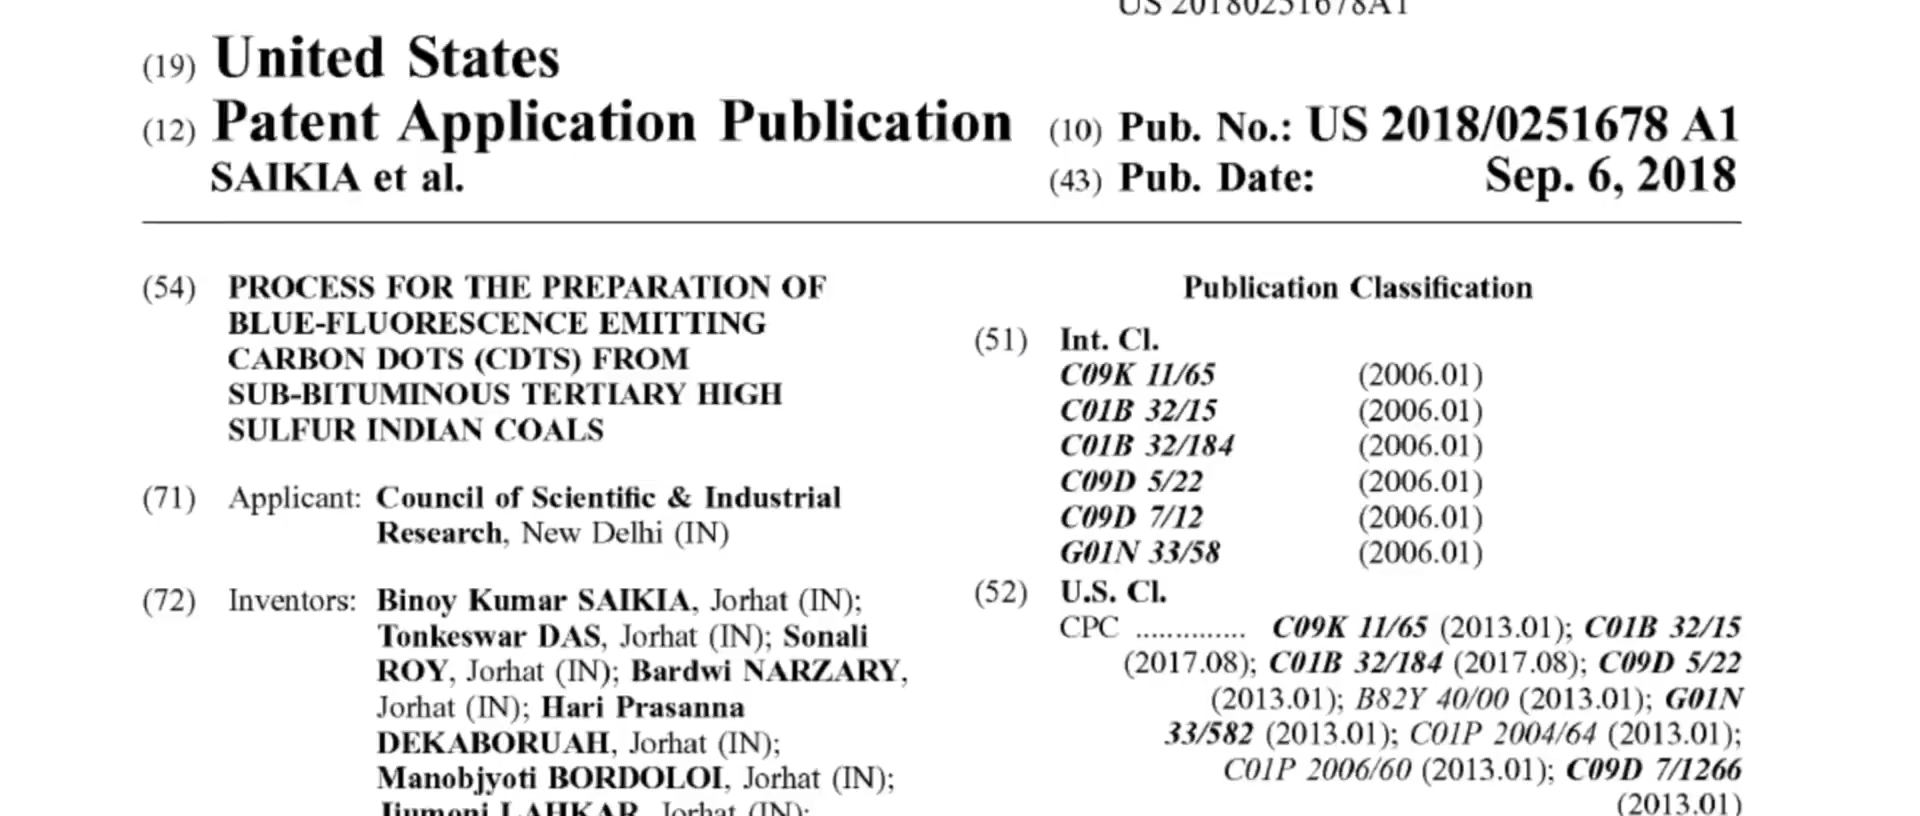 US 20180251678A1
(19) United States
(12) Patent Application Publication
SAIKIA et al.
(10) Pub. No.: US 2018/0251678 A1
(43) Pub. Date: Sep. 6, 2018
(54) PROCESS FOR THE PREPARATION OF
BLUE-FLUORESCENCE EMITTING
CARBON DOTS (CDTS) FROM
SUB-BITUMINOUS TERTIARY HIGH
SULFUR INDIAN COALS
(71) Applicant: Council of Scientific & Industrial
Research, New Delhi (IN)
(72) Inventors: Binoy Kumar SAIKIA, Jorhat (IN);
Tonkeswar DAS, Jorhat (IN); Sonali
ROY, Jorhat (IN); Bardwi NARZARY,
Jorhat (IN); Hari Prasanna
DEKABORUAH, Jorhat (IN);
Manobjyoti BORDOLOI, Jorhat (IN);
Jiumoni LAHKAR, Jorhat (IN);
Publication Classification
(51) Int. Cl.
C09K 11/65 (2006.01)
C01B 32/15 (2006.01)
C01B 32/184 (2006.01)
C09D 5/22 (2006.01)
C09D 7/12 (2006.01)
G01N 33/58 (2006.01)
(52) U.S. Cl.
CPC .............. C09K 11/65 (2013.01); C01B 32/15
(2017.08); C01B 32/184 (2017.08); C09D 5/22
(2013.01); B82Y 40/00 (2013.01); G01N
33/582 (2013.01); C01P 2004/64 (2013.01);
C01P 2006/60 (2013.01); C09D 7/1266
(2013.01)